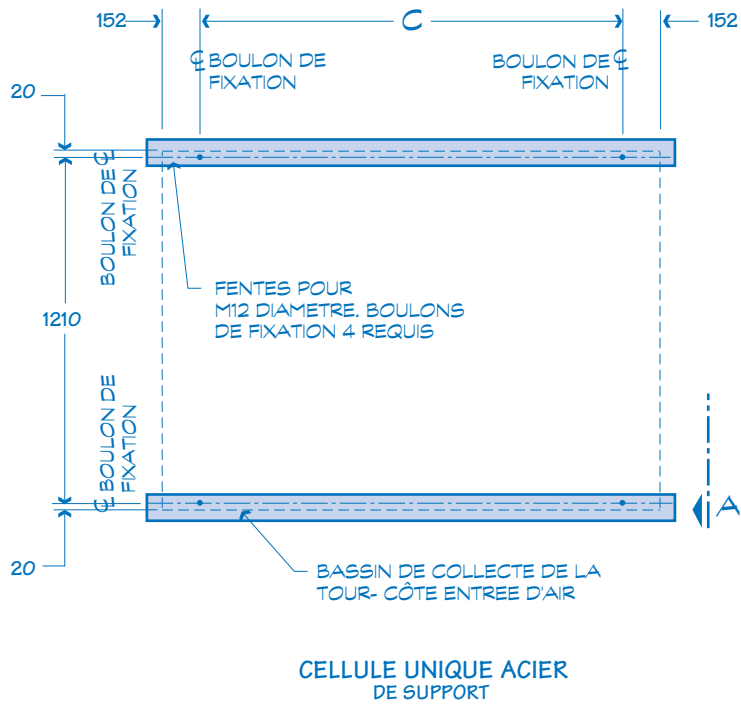 152
C
152
℄ BOULON DE
FIXATION
BOULON DE ℄
FIXATION
20
BOULON DE ℄
FIXATION
FENTES POUR
M12 DIAMETRE. BOULONS
DE FIXATION 4 REQUIS
1210
℄ BOULON DE
FIXATION
A
20
BASSIN DE COLLECTE DE LA
TOUR- CÔTE ENTREE D'AIR
CELLULE UNIQUE ACIER
DE SUPPORT